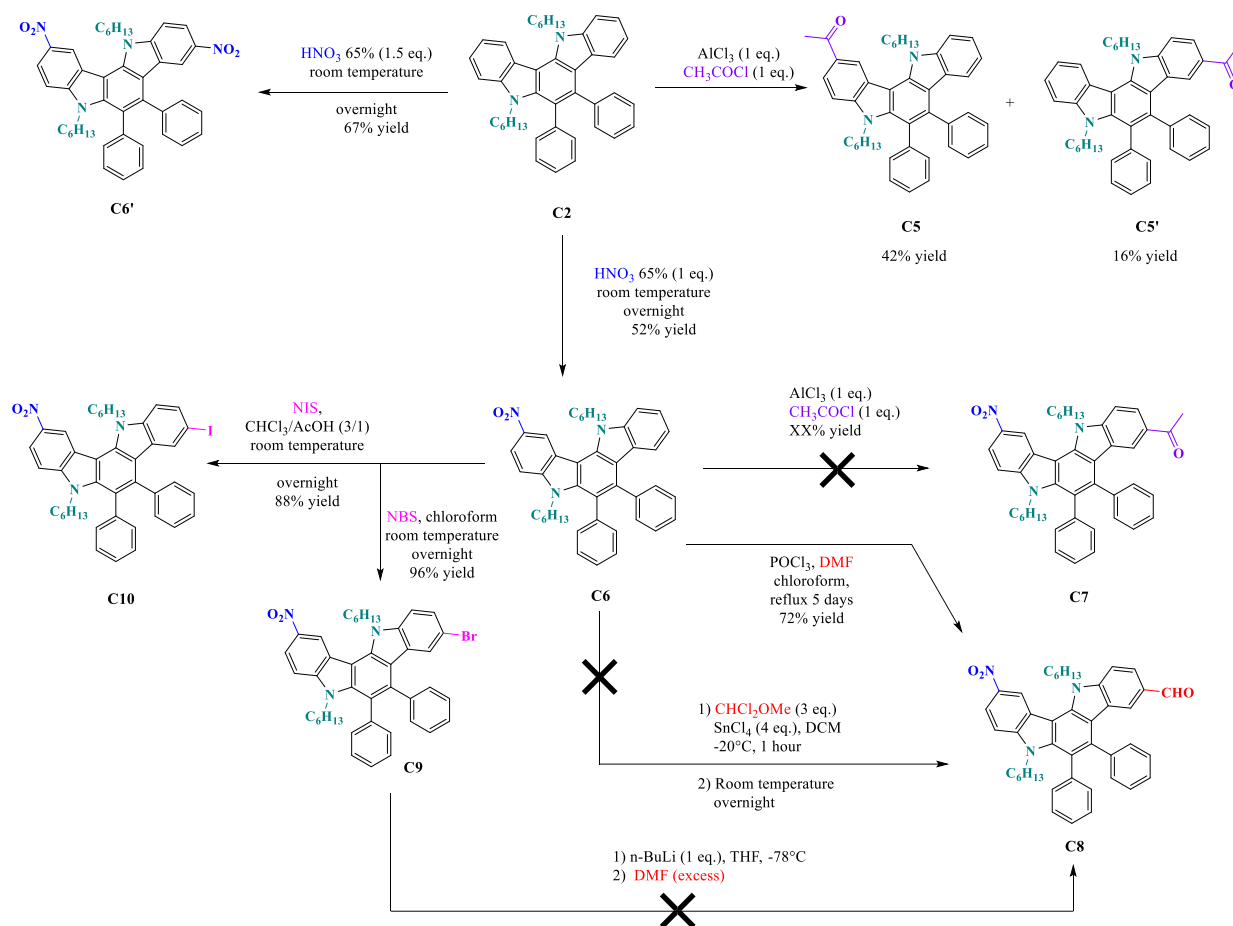 O₂N
C₆H₁₃
N
NO₂
N
C₆H₁₃
C6'
HNO₃ 65% (1.5 eq.)
room temperature
overnight
67% yield
C₆H₁₃
N
N
C₆H₁₃
C2
AlCl₃ (1 eq.)
CH₃COCl (1 eq.)
O
C₆H₁₃
N
N
C₆H₁₃
C5
42% yield
+
C₆H₁₃
N
O
N
C₆H₁₃
C5'
16% yield
HNO₃ 65% (1 eq.)
room temperature
overnight
52% yield
O₂N
C₆H₁₃
N
I
N
C₆H₁₃
C10
NIS,
CHCl₃/AcOH (3/1)
room temperature
overnight
88% yield
NBS, chloroform
room temperature
overnight
96% yield
O₂N
C₆H₁₃
N
N
C₆H₁₃
C6
AlCl₃ (1 eq.)
CH₃COCl (1 eq.)
XX% yield
C₆H₁₃
O₂N
N
O
N
C₆H₁₃
C7
POCl₃, DMF
chloroform,
reflux 5 days
72% yield
O₂N
C₆H₁₃
N
Br
N
C₆H₁₃
C9
1) CHCl₂OMe (3 eq.)
SnCl₄ (4 eq.), DCM
-20°C, 1 hour
2) Room temperature
overnight
O₂N
C₆H₁₃
N
CHO
N
C₆H₁₃
C8
1) n-BuLi (1 eq.), THF, -78°C
2) DMF (excess)